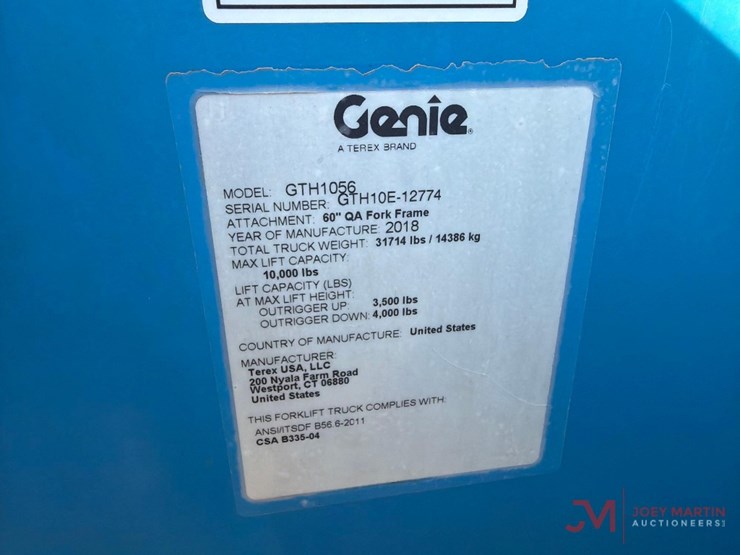 Genie
A TEREX BRAND
MODEL: GTH1056
SERIAL NUMBER: GTH10E-12774
ATTACHMENT: 60" QA Fork Frame
YEAR OF MANUFACTURE: 2018
TOTAL TRUCK WEIGHT: 31714 lbs / 14386 kg
MAX LIFT CAPACITY:
10,000 lbs
LIFT CAPACITY (LBS)
AT MAX LIFT HEIGHT:
OUTRIGGER UP: 3,500 lbs
OUTRIGGER DOWN: 4,000 lbs
COUNTRY OF MANUFACTURE: United States
MANUFACTURER:
Terex USA, LLC
200 Nyala Farm Road
Westport, CT 06880
United States
THIS FORKLIFT TRUCK COMPLIES WITH:
ANSI/ITSDF B56.6-2011
CSA B335-04
JM JOEY MARTIN
AUCTIONEERS